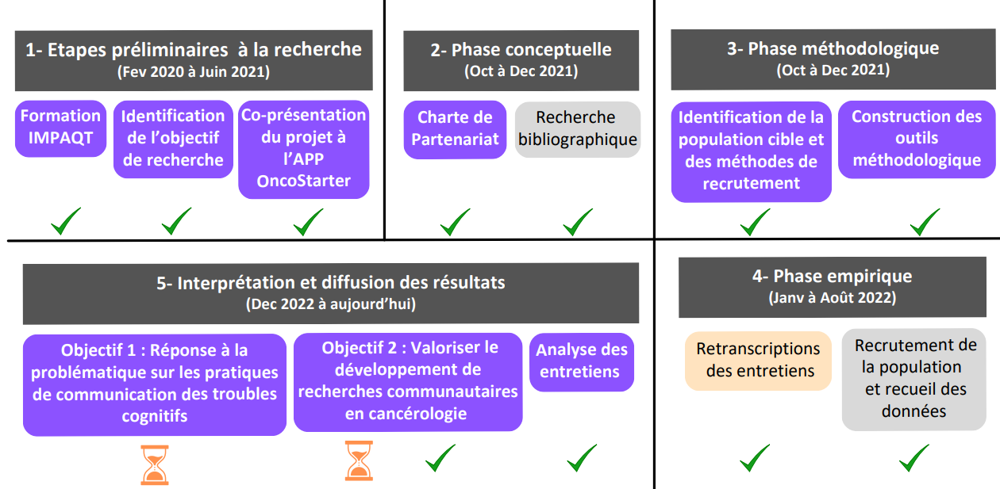 1- Etapes préliminaires à la recherche
(Fev 2020 à Juin 2021)
Formation
IMPAQT
Identification
de l'objectif
de recherche
Co-présentation
du projet à
l'APP
OncoStarter
2- Phase conceptuelle
(Oct à Dec 2021)
Charte de
Partenariat
Recherche
bibliographique
3- Phase méthodologique
(Oct à Dec 2021)
Identification de la
population cible et
des méthodes de
recrutement
Construction des
outils
méthodologique
5- Interprétation et diffusion des résultats
(Dec 2022 à aujourd'hui)
Objectif 1 : Réponse à la
problématique sur les pratiques
de communication des troubles
cognitifs
Objectif 2 : Valoriser le
développement de
recherches communautaires
en cancérologie
Analyse des
entretiens
4- Phase empirique
(Janv à Août 2022)
Retranscriptions
des entretiens
Recrutement de
la population
et recueil des
données